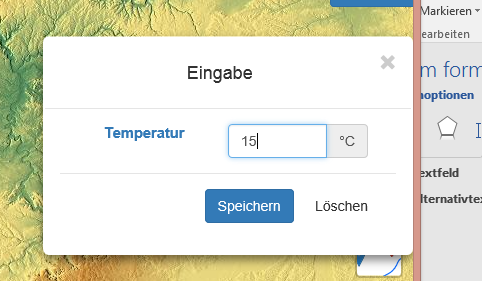 Markieren
earbeiten
Eingabe
m form
noptionen
Temperatur
15
°C
extfeld
lternativtex
Speichern
Löschen